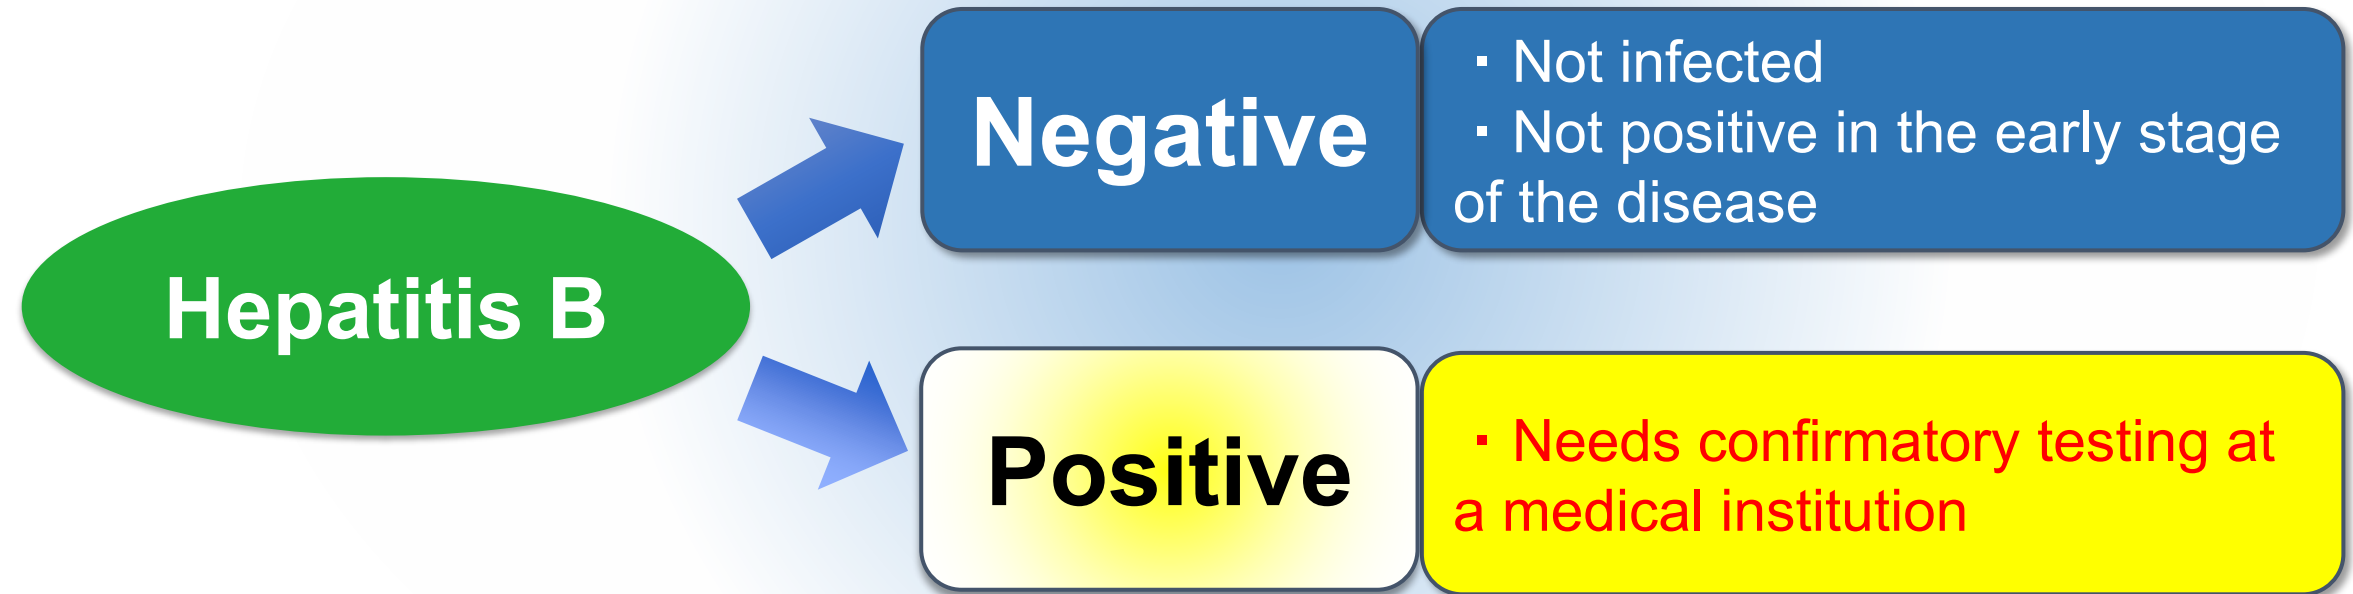 Hepatitis B
Negative
・Not infected
・Not positive in the early stage
of the disease
Positive
・Needs confirmatory testing at
a medical institution